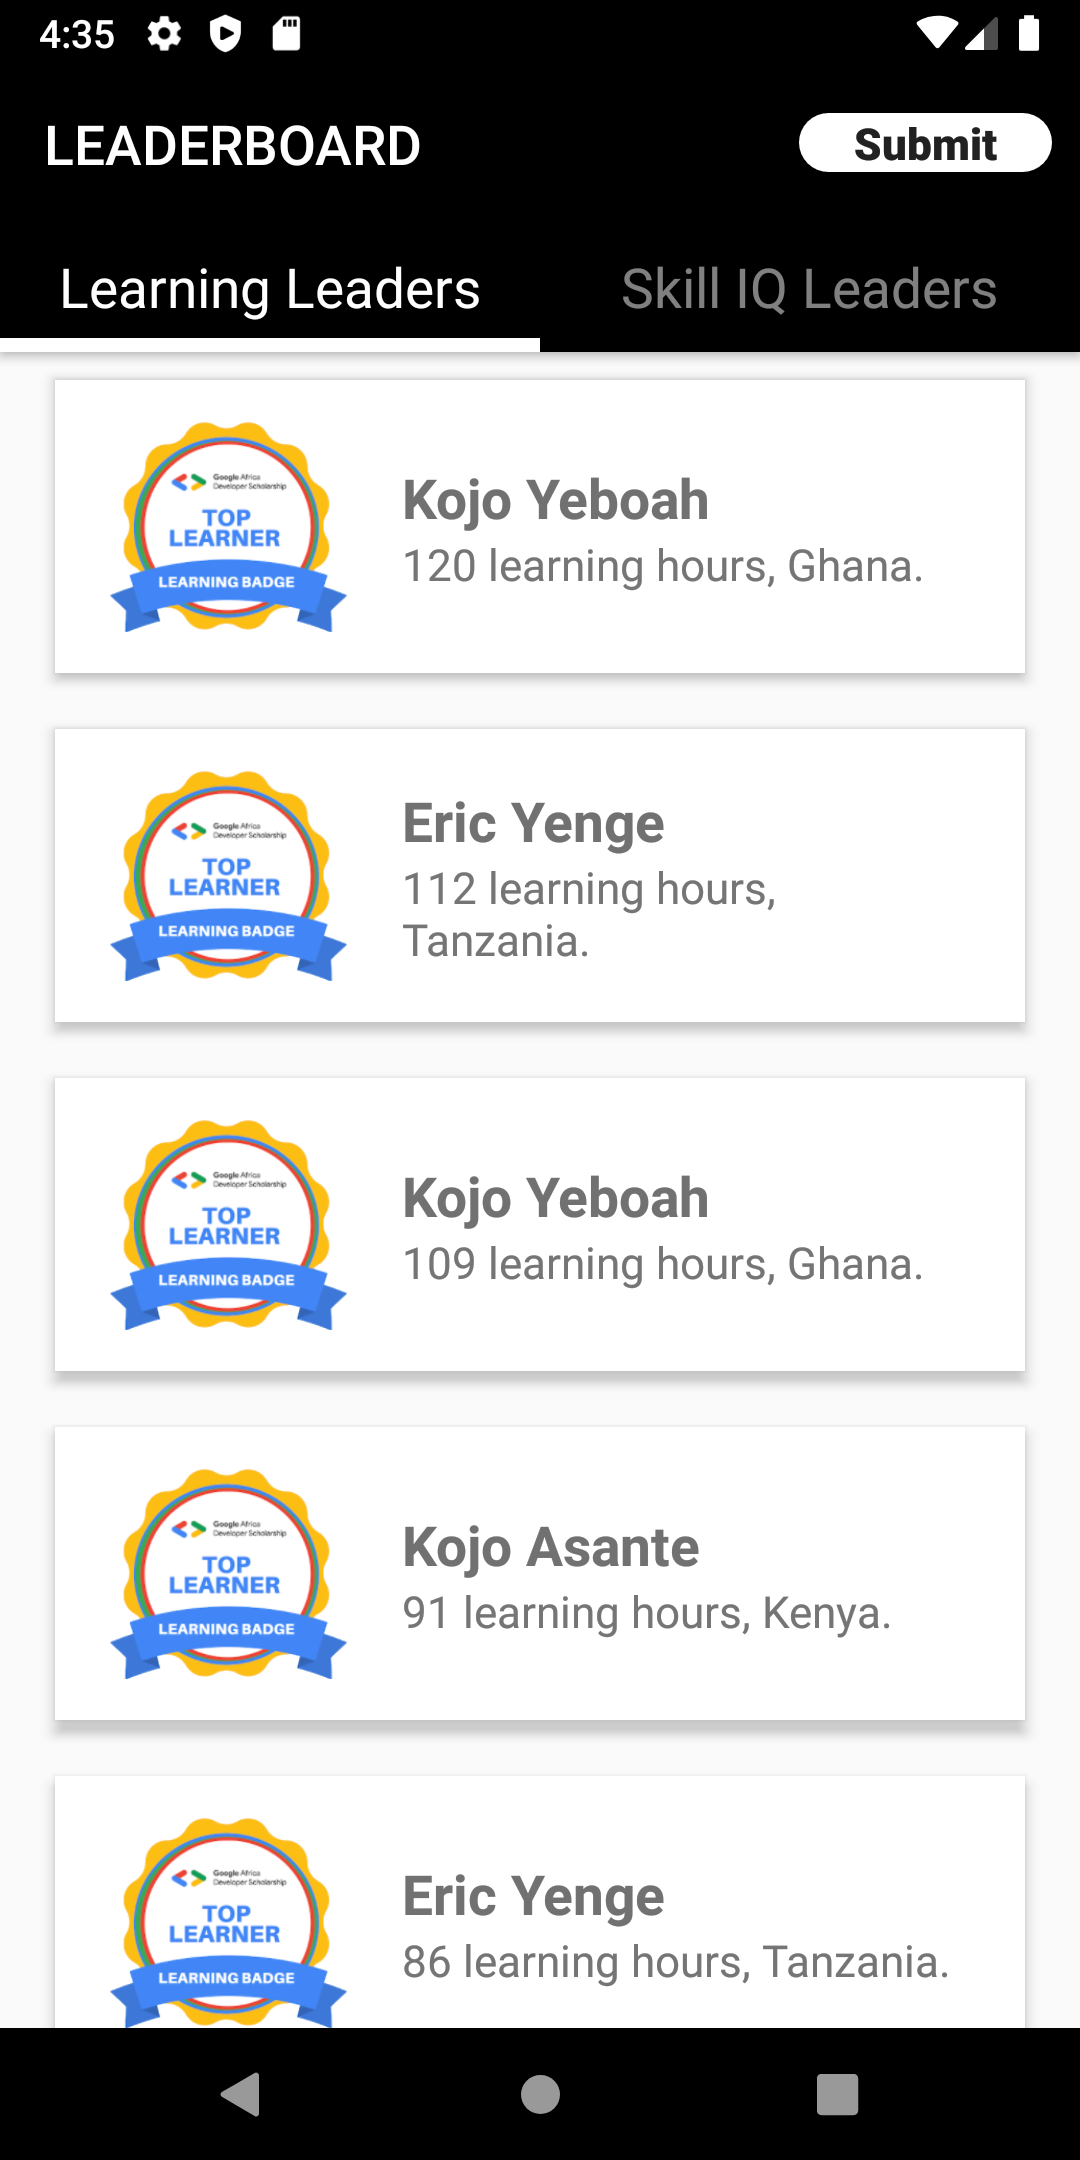 4:35
LEADERBOARD
Submit
Learning Leaders
Skill IQ Leaders
Google Africa
Developer Scholarship
TOP
LEARNER
LEARNING BADGE
Kojo Yeboah
120 learning hours, Ghana.
Google Africa
Developer Scholarship
TOP
LEARNER
LEARNING BADGE
Eric Yenge
112 learning hours,
Tanzania.
Google Africa
Developer Scholarship
TOP
LEARNER
LEARNING BADGE
Kojo Yeboah
109 learning hours, Ghana.
Google Africa
Developer Scholarship
TOP
LEARNER
LEARNING BADGE
Kojo Asante
91 learning hours, Kenya.
Google Africa
Developer Scholarship
TOP
LEARNER
LEARNING BADGE
Eric Yenge
86 learning hours, Tanzania.